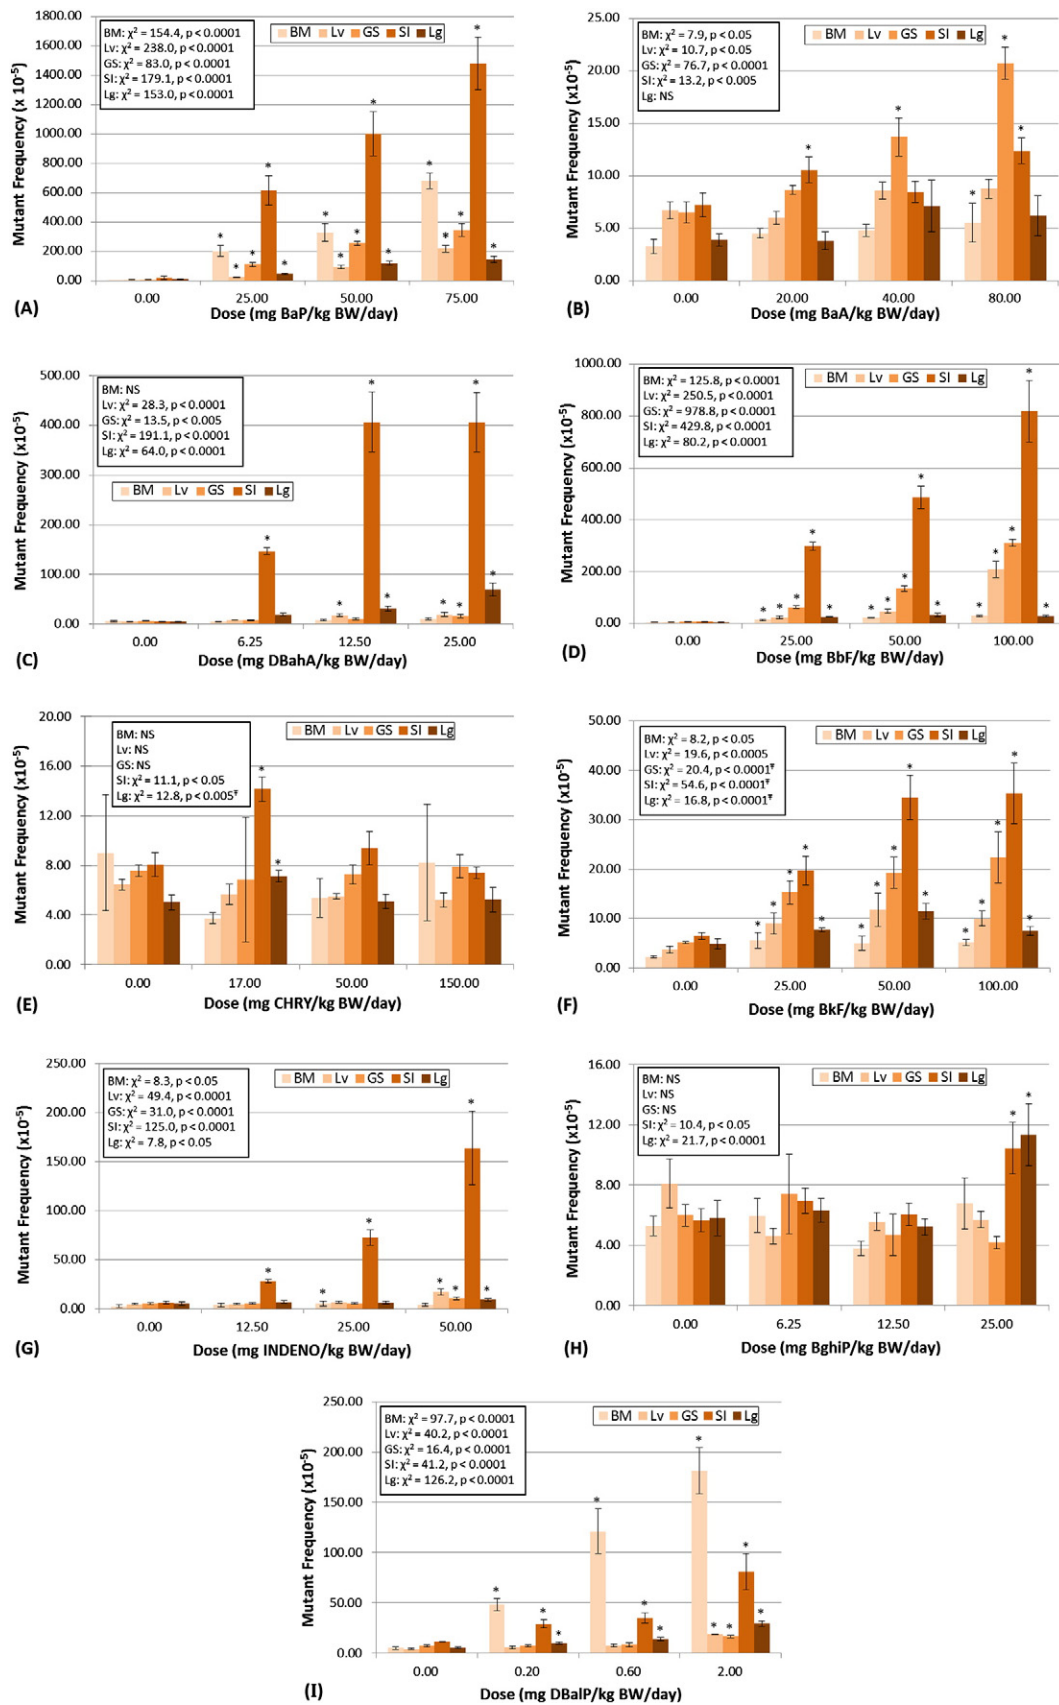 BM: χ² = 154.4, p < 0.0001
Lv: χ² = 238.0, p < 0.0001
GS: χ² = 83.0, p < 0.0001
SI: χ² = 179.1, p < 0.0001
Lg: χ² = 153.0, p < 0.0001
BM Lv GS SI Lg
Mutant Frequency (x 10⁻⁵)
1800.00
1600.00
1400.00
1200.00
1000.00
800.00
600.00
400.00
200.00
0.00
0.00 25.00 50.00 75.00
(A) Dose (mg BaP/kg BW/day)
BM: χ² = 7.9, p < 0.05
Lv: χ² = 10.7, p < 0.05
GS: χ² = 76.7, p < 0.0001
SI: χ² = 13.2, p < 0.005
Lg: NS
BM Lv GS SI Lg
Mutant Frequency (x 10⁻⁵)
25.00
20.00
15.00
10.00
5.00
0.00
0.00 20.00 40.00 80.00
(B) Dose (mg BaA/kg BW/day)
BM: NS
Lv: χ² = 28.3, p < 0.0001
GS: χ² = 13.5, p < 0.005
SI: χ² = 191.1, p < 0.0001
Lg: χ² = 64.0, p < 0.0001
BM Lv GS SI Lg
Mutant Frequency (x10⁻⁵)
500.00
400.00
300.00
200.00
100.00
0.00
0.00 6.25 12.50 25.00
(C) Dose (mg DBahA/kg BW/day)
BM: χ² = 125.8, p < 0.0001
Lv: χ² = 250.5, p < 0.0001
GS: χ² = 978.8, p < 0.0001
SI: χ² = 429.8, p < 0.0001
Lg: χ² = 80.2, p < 0.0001
BM Lv GS SI Lg
Mutant Frequency (x10⁻⁵)
1000.00
800.00
600.00
400.00
200.00
0.00
0.00 25.00 50.00 100.00
(D) Dose (mg BbF/kg BW/day)
BM: NS
Lv: NS
GS: NS
SI: χ² = 11.1, p < 0.05
Lg: χ² = 12.8, p < 0.005Ŧ
BM Lv GS SI Lg
Mutant Frequency (x10⁻⁵)
20.00
16.00
12.00
8.00
4.00
0.00
0.00 17.00 50.00 150.00
(E) Dose (mg CHRY/kg BW/day)
BM: χ² = 8.2, p < 0.05
Lv: χ² = 19.6, p < 0.0005
GS: χ² = 20.4, p < 0.0001Ŧ
SI: χ² = 54.6, p < 0.0001Ŧ
Lg: χ² = 16.8, p < 0.0001Ŧ
BM Lv GS SI Lg
Mutant Frequency (x10⁻⁵)
50.00
40.00
30.00
20.00
10.00
0.00
0.00 25.00 50.00 100.00
(F) Dose (mg BkF/kg BW/day)
BM: χ² = 8.3, p < 0.05
Lv: χ² = 49.4, p < 0.0001
GS: χ² = 31.0, p < 0.0001
SI: χ² = 125.0, p < 0.0001
Lg: χ² = 7.8, p < 0.05
BM Lv GS SI Lg
Mutant Frequency (x10⁻⁵)
250.00
200.00
150.00
100.00
50.00
0.00
0.00 12.50 25.00 50.00
(G) Dose (mg INDENO/kg BW/day)
BM: NS
Lv: NS
GS: NS
SI: χ² = 10.4, p < 0.05
Lg: χ² = 21.7, p < 0.0001
BM Lv GS SI Lg
Mutant Frequency (x10⁻⁵)
16.00
12.00
8.00
4.00
0.00
0.00 6.25 12.50 25.00
(H) Dose (mg BghiP/kg BW/day)
BM: χ² = 97.7, p < 0.0001
Lv: χ² = 40.2, p < 0.0001
GS: χ² = 16.4, p < 0.0001
SI: χ² = 41.2, p < 0.0001
Lg: χ² = 126.2, p < 0.0001
BM Lv GS SI Lg
Mutant Frequency (x10⁻⁵)
250.00
200.00
150.00
100.00
50.00
0.00
0.00 0.20 0.60 2.00
(I) Dose (mg DBalP/kg BW/day)